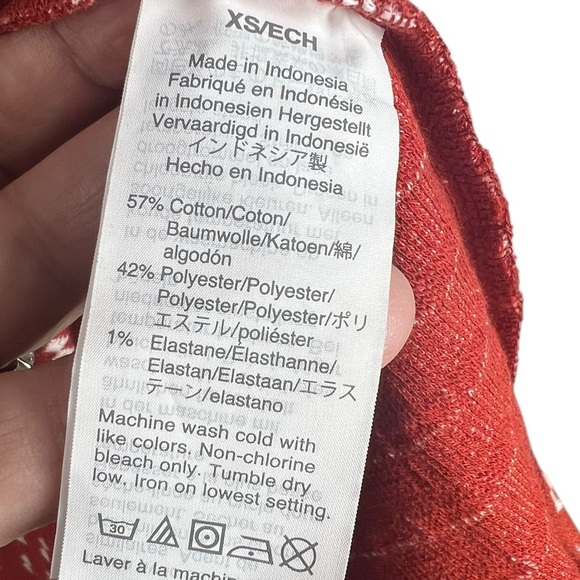 XS/ECH
Made in Indonesia
Fabriqué en Indonésie
in Indonesien Hergestellt
Vervaardigd in Indonesië
インドネシア製
Hecho en Indonesia
57% Cotton/Coton/
Baumwolle/Katoen/綿/
algodón
42% Polyester/Polyester/
Polyester/Polyester/ポリ
エステル/poliéster
1% Elastane/Elasthanne/
Elastan/Elastaan/エラス
テーン/elastano
Machine wash cold with
like colors. Non-chlorine
bleach only. Tumble dry
low. Iron on lowest setting.
30
Laver à la machine